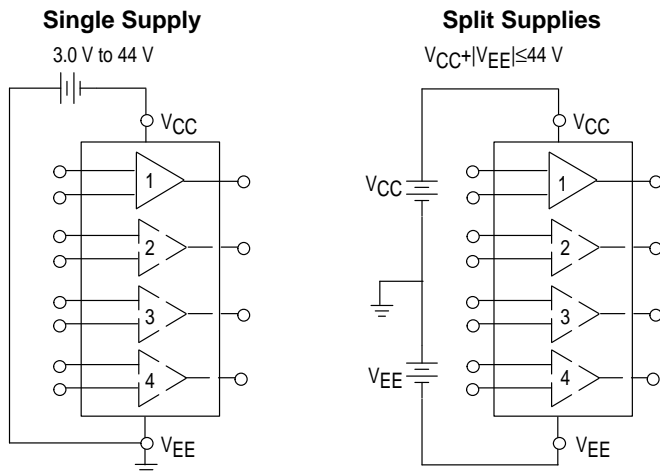 Single Supply
3.0 V to 44 V
VCC
1
2
3
4
VEE
Split Supplies
VCC+|VEE|≤44 V
VCC
VCC
1
2
3
VEE
4
VEE